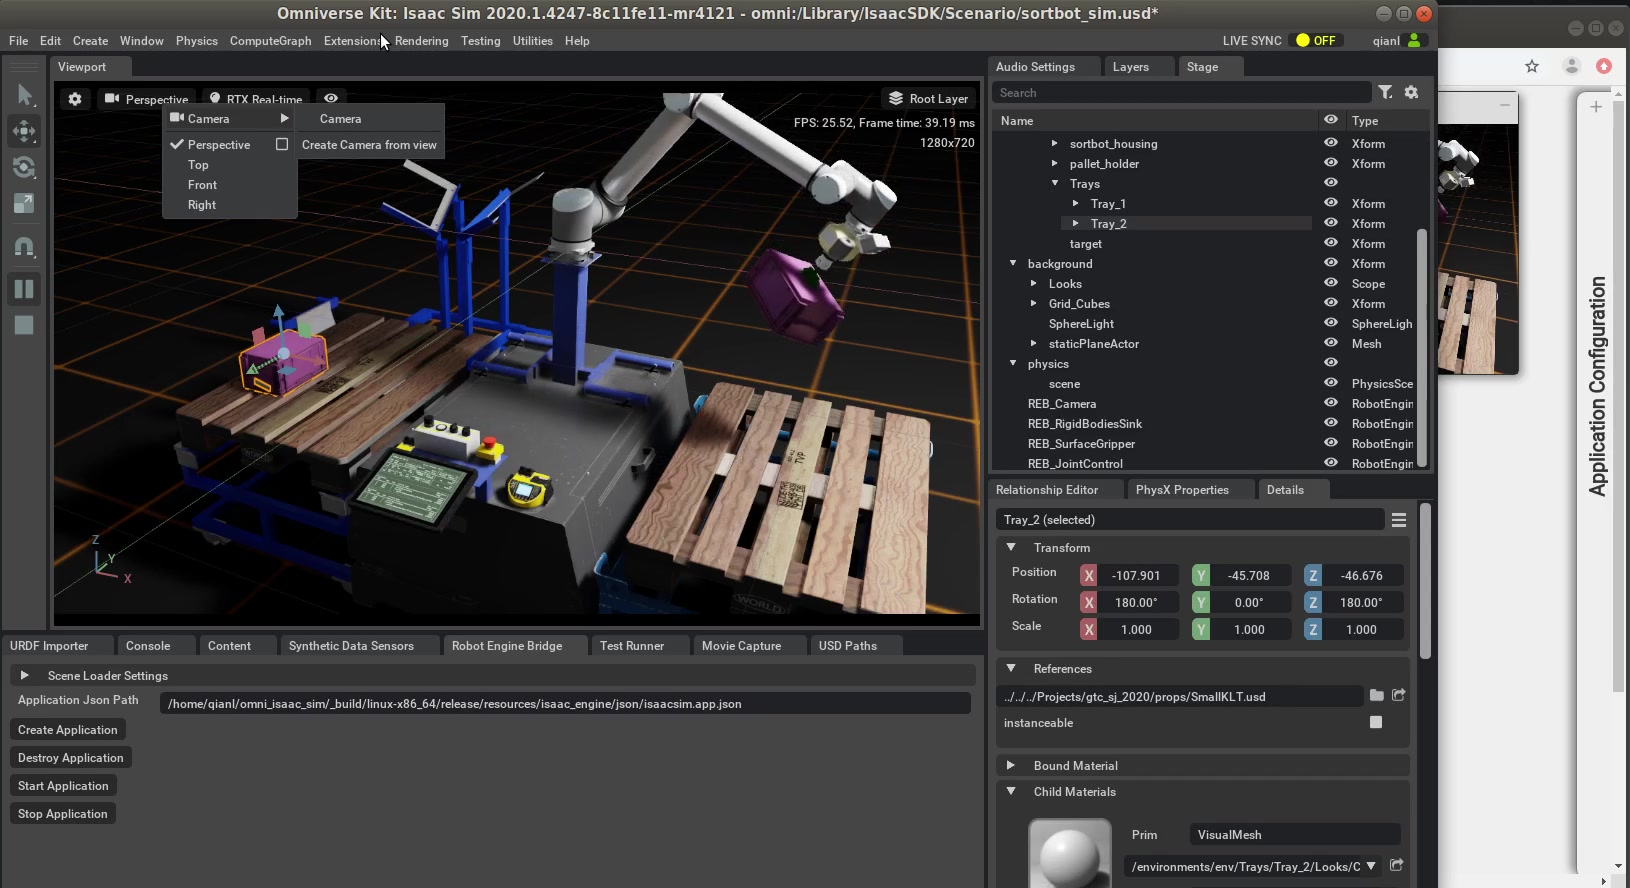 Omniverse Kit: Isaac Sim 2020.1.4247-8c11fe11-mr4121 - omni:/Library/IsaacSDK/Scenario/sortbot_sim.usd*
File Edit Create Window Physics ComputeGraph Extensions Rendering Testing Utilities Help
LIVE SYNC OFF qianl
Viewport
Perspective RTX Real-time
Root Layer
Camera
Camera
Perspective
Create Camera from view
Top
Front
Right
FPS: 25.52, Frame time: 39.19 ms
1280x720
TVP
WORLD
Z
Y
X
Audio Settings Layers Stage
Search
Name Type
sortbot_housing Xform
pallet_holder Xform
Trays
Tray_1 Xform
Tray_2 Xform
target Xform
background Xform
Looks Scope
Grid_Cubes Xform
SphereLight SphereLigh
staticPlaneActor Mesh
physics
scene PhysicsSce
REB_Camera RobotEngin
REB_RigidBodiesSink RobotEngin
REB_SurfaceGripper RobotEngin
REB_JointControl RobotEngin
Relationship Editor PhysX Properties Details
Tray_2 (selected)
Transform
Position X -107.901 Y -45.708 Z -46.676
Rotation X 180.00° Y 0.00° Z 180.00°
Scale X 1.000 Y 1.000 Z 1.000
References
../../../Projects/gtc_sj_2020/props/SmallKLT.usd
instanceable
Bound Material
Child Materials
Prim VisualMesh
/environments/env/Trays/Tray_2/Looks/C
URDF Importer Console Content Synthetic Data Sensors Robot Engine Bridge Test Runner Movie Capture USD Paths
Scene Loader Settings
Application Json Path /home/qianl/omni_isaac_sim/_build/linux-x86_64/release/resources/isaac_engine/json/isaacsim.app.json
Create Application
Destroy Application
Start Application
Stop Application
Application Configuration